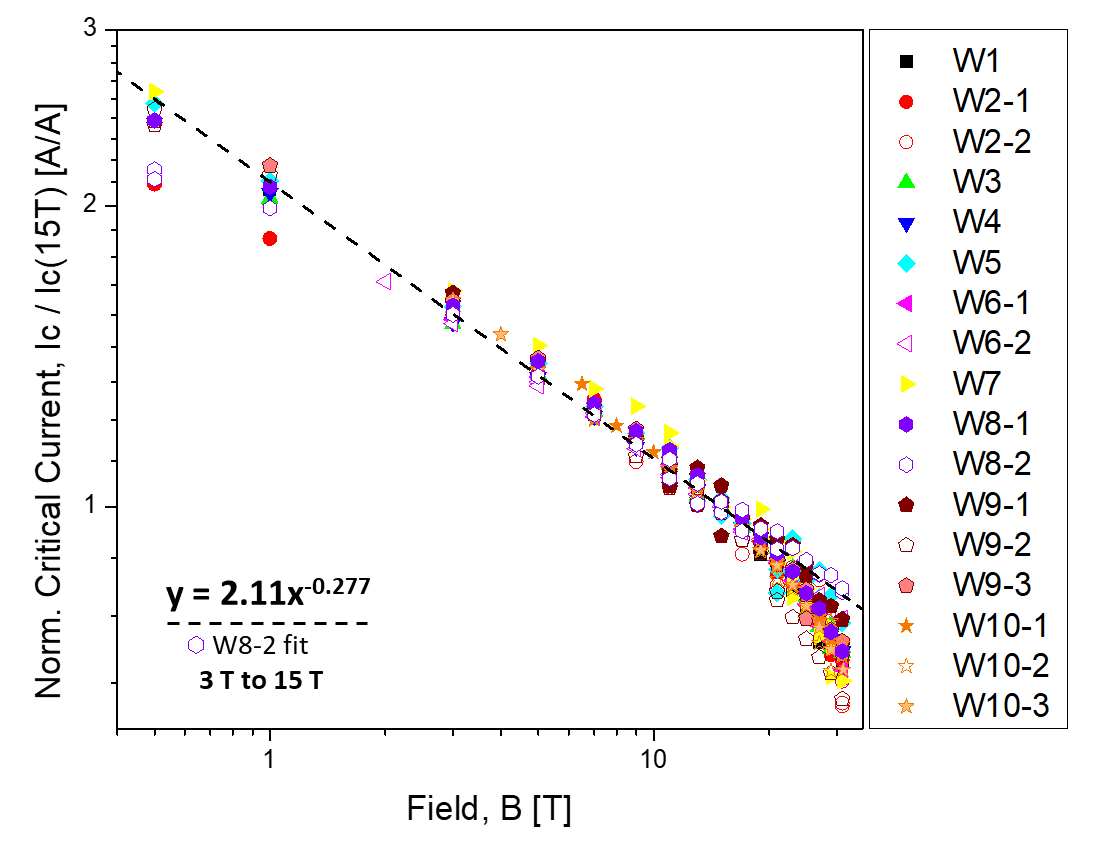 3
2
1
Norm. Critical Current, Ic / Ic(15T) [A/A]
y = 2.11x^-0.277
W8-2 fit
3 T to 15 T
1
10
Field, B [T]
W1
W2-1
W2-2
W3
W4
W5
W6-1
W6-2
W7
W8-1
W8-2
W9-1
W9-2
W9-3
W10-1
W10-2
W10-3